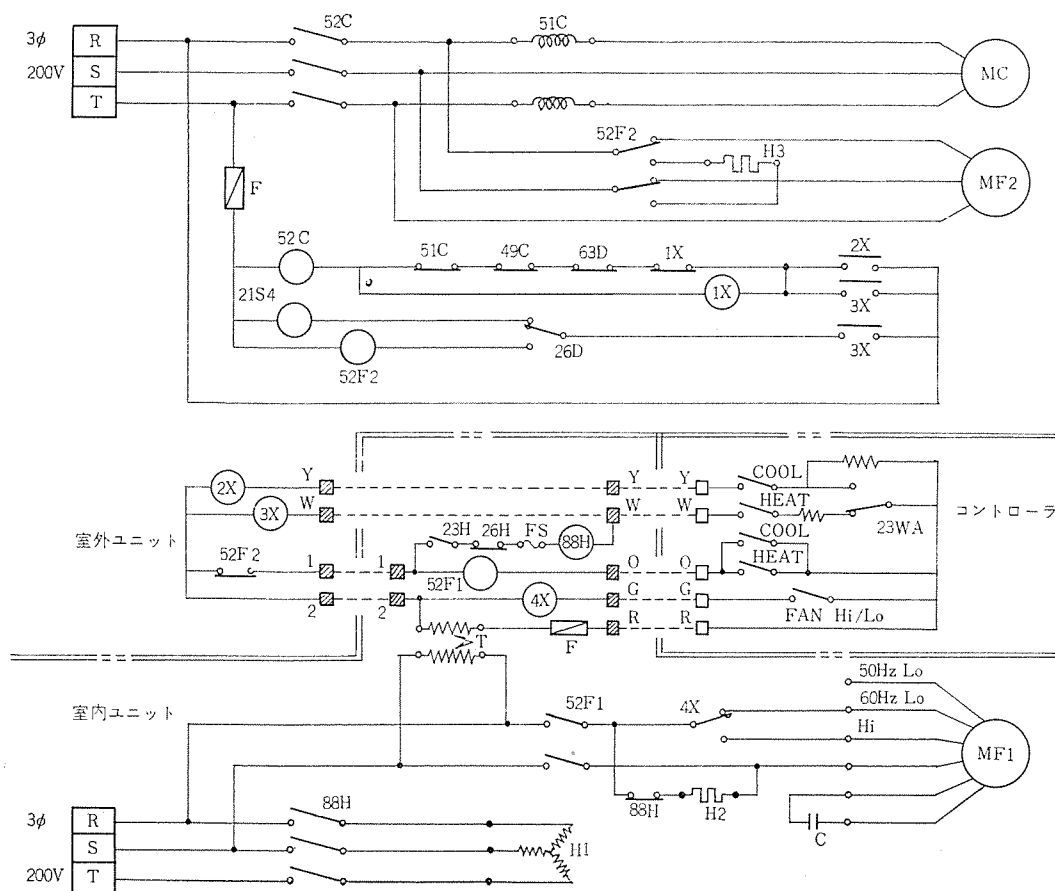 3φ
R
52C
51C
200V
S
MC
T
52F2
H3
F
MF2
52C
51C
49C
63D
1X
2X
21S4
1X
3X
26D
3X
52F2
2X
Y
Y
Y
COOL
3X
W
W
W
HEAT
23WA
コントローラ
室外ユニット
23H
26H
FS
88H
COOL
52F2
1
1
52F1
O
O
HEAT
2
2
4X
G
G
FAN Hi/Lo
T
F
R
R
室内ユニット
50Hz Lo
52F1
4X
60Hz Lo
Hi
MF1
88H
H2
C
3φ
R
88H
S
H1
200V
T